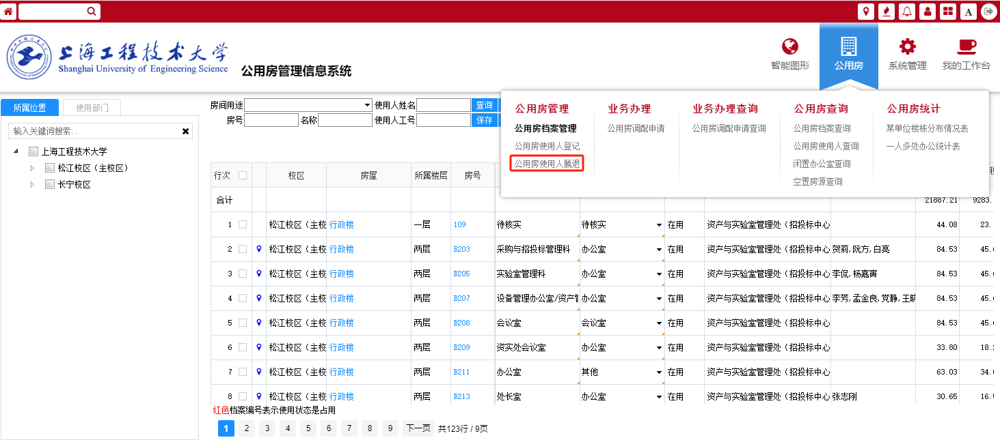 上海工程技术大学
Shanghai University of Engineering Science
公用房管理信息系统
智能图形 公用房 系统管理 我的工作台
所属位置 使用部门
输入关键词搜索..
上海工程技术大学
松江校区（主校区）
长宁校区
房间用途 使用人姓名 查询
房号 名称 使用人工号 保存
公用房管理
公用房档案管理
公用房使用人登记
公用房使用人腾退
业务办理
公用房调配申请
业务办理查询
公用房调配申请查询
公用房查询
公用房档案查询
公用房使用人查询
闲置办公室查询
空置房源查询
公用房统计
某单位楼栋分布情况表
一人多处办公统计表
行次 校区 房屋 所属楼层 房号
合计 21887.21 9283.
1 松江校区（主校 行政楼 一层 109 待核实 待核实 在用 资产与实验室管理处（招投标中心 44.08 23.
2 松江校区（主校 行政楼 两层 B203 采购与招投标管理科 办公室 在用 资产与实验室管理处（招投标中心 贺莉,阮方,白亮 84.53 45.
3 松江校区（主校 行政楼 两层 B205 实验室管理科 办公室 在用 资产与实验室管理处（招投标中心 李侃,杨嘉寅 84.53 45.
4 松江校区（主校 行政楼 两层 B207 设备管理办公室/资产管 办公室 在用 资产与实验室管理处（招投标中心 李芳,孟金良,党静,王晓 84.53 45.
5 松江校区（主校 行政楼 两层 B208 会议室 会议室 在用 资产与实验室管理处（招投标中心 84.53 45.
6 松江校区（主校 行政楼 两层 B209 资实处会议室 办公室 在用 资产与实验室管理处（招投标中心 33.80 18.
7 松江校区（主校 行政楼 两层 B211 办公室 其他 在用 资产与实验室管理处（招投标中心 63.03 34.
8 松江校区（主校 行政楼 两层 B213 处长室 办公室 在用 资产与实验室管理处（招投标中心 张志刚 30.65 16.
红色档案编号表示使用状态是占用
1 2 3 4 5 6 7 8 9 下一页 共123行 / 9页